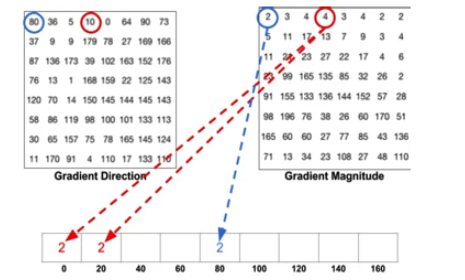 80 36 5 10 0 64 90 73
37 9 9 179 78 27 169 166
87 136 173 39 102 163 152 176
76 13 1 168 159 22 125 143
120 70 14 150 145 144 145 143
58 86 119 98 100 101 133 113
30 65 157 75 78 165 145 124
11 170 91 4 110 17 133 110
Gradient Direction
2 3 4 4 3 4 2 2
5 11 17 13 7 9 3 4
11 21 23 27 22 17 4 6
23 99 165 135 85 32 26 2
91 155 133 136 144 152 57 28
98 196 76 38 26 60 170 51
165 60 60 27 77 85 43 136
71 13 34 23 108 27 48 110
Gradient Magnitude
2 2 2
0 20 40 60 80 100 120 140 160